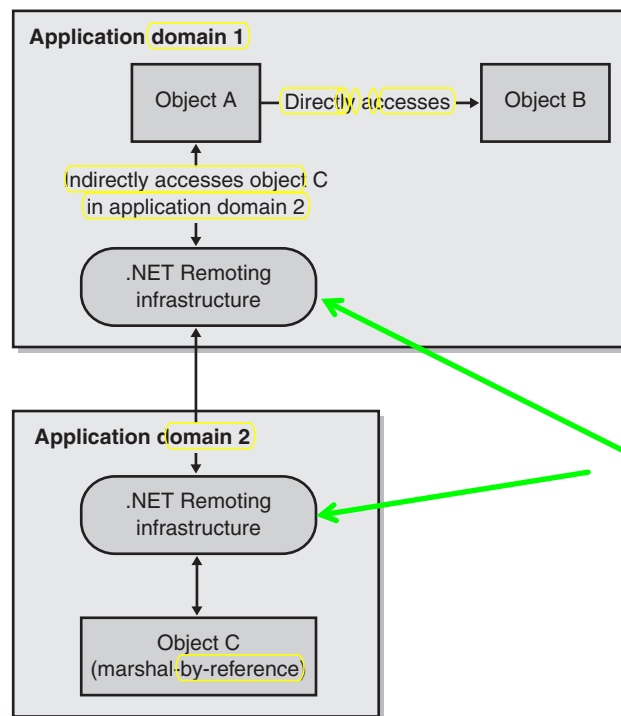 Application domain 1
Object A
Directly accesses
Object B
Indirectly accesses object C
in application domain 2
.NET Remoting
infrastructure
Application domain 2
.NET Remoting
infrastructure
Object C
(marshal-by-reference)